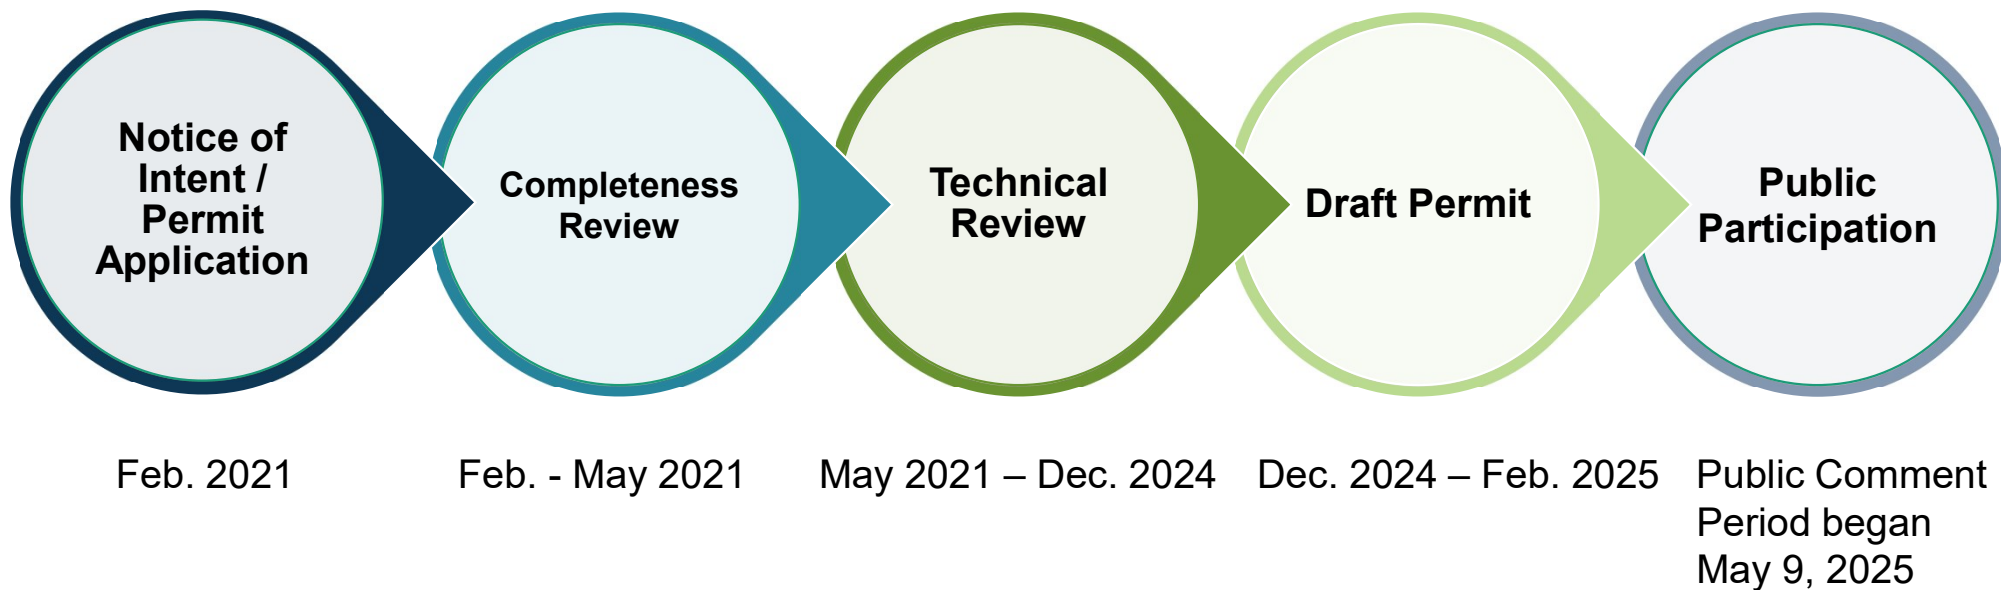 Notice of
Intent /
Permit
Application
Completeness
Review
Technical
Review
Draft Permit
Public
Participation
Feb. 2021
Feb. - May 2021
May 2021 – Dec. 2024
Dec. 2024 – Feb. 2025
Public Comment
Period began
May 9, 2025